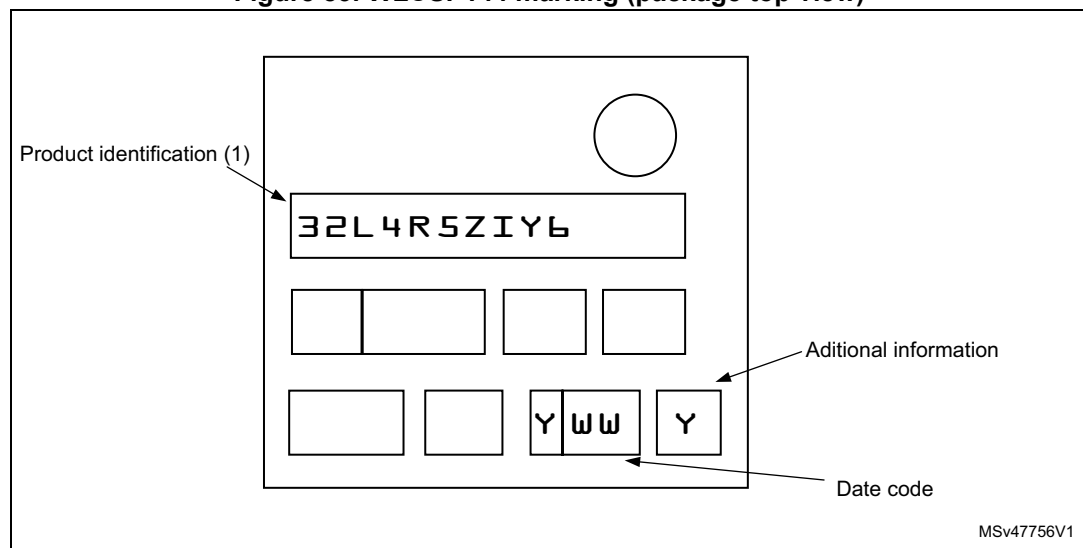 Product identification (1)
32L4R5ZIY6
Aditional information
Y WW Y
Date code
MSv47756V1